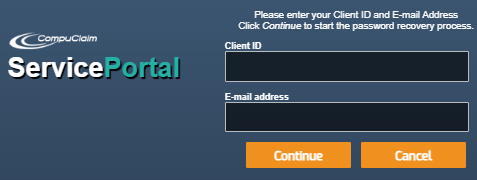 Please enter your Client ID and E-mail Address
Click Continue to start the password recovery process.
CompuClaim
ServicePortal
Client ID
E-mail address
Continue
Cancel